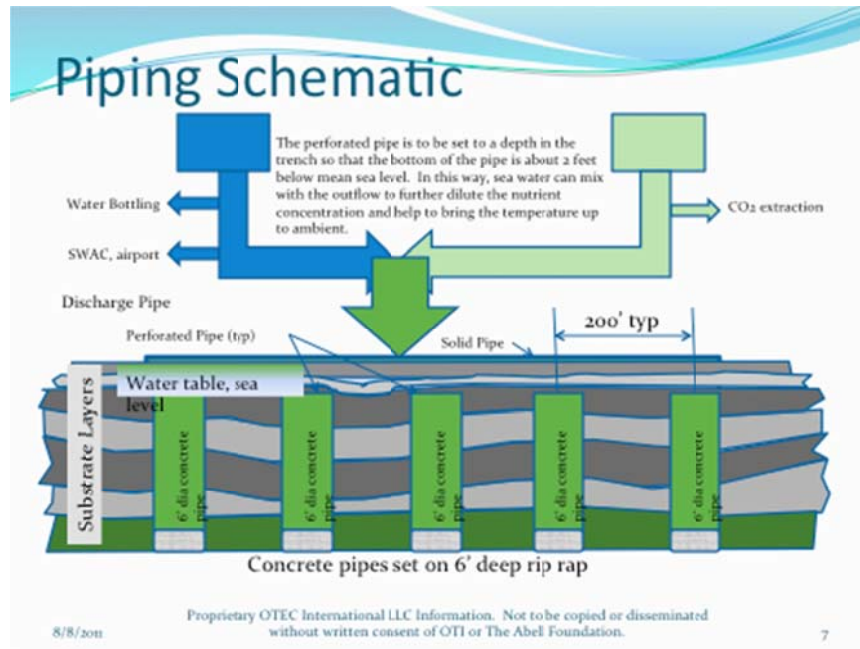 Piping Schematic
The perforated pipe is to be set to a depth in the
trench so that the bottom of the pipe is about 2 feet
below mean sea level. In this way, sea water can mix
with the outflow to further dilute the nutrient
concentration and help to bring the temperature up
to ambient.
Water Bottling
CO2 extraction
SWAC, airport
Discharge Pipe
200' typ
Perforated Pipe (typ)
Solid Pipe
Substrate Layers
Water table, sea
level
6' dia concrete
pipe
6' dia concrete
pipe
6' dia concrete
pipe
6' dia concrete
pipe
6' dia concrete
pipe
Concrete pipes set on 6' deep rip rap
8/8/2011
Proprietary OTEC International LLC Information. Not to be copied or disseminated
without written consent of OTI or The Abell Foundation.
7